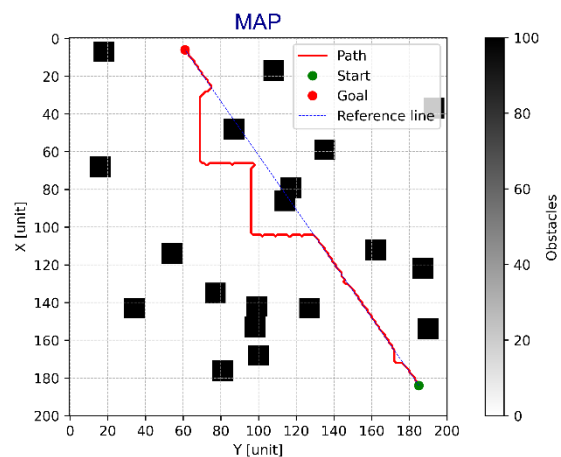 MAP
Path
Start
Goal
Reference line
0
20
40
60
80
100
120
140
160
180
200
X [unit]
0 20 40 60 80 100 120 140 160 180 200
Y [unit]
100
80
60
40
20
0
Obstacles